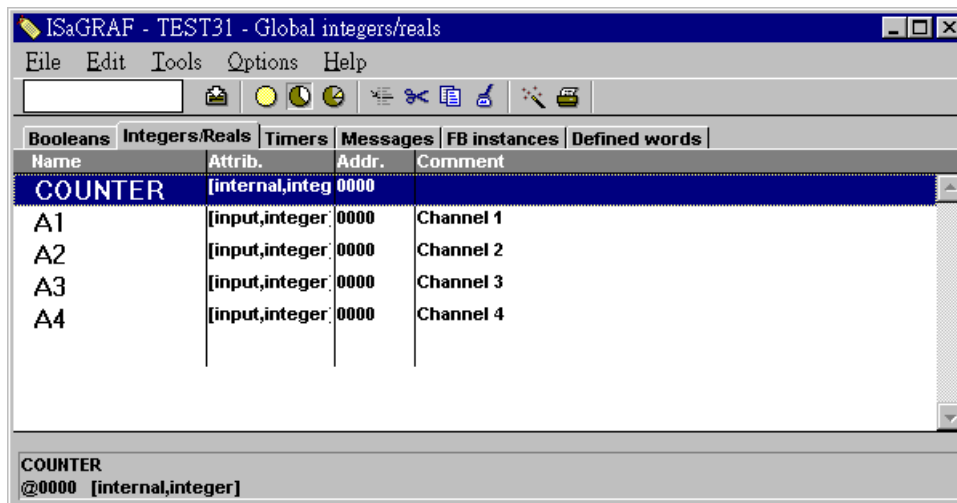 ISaGRAF - TEST31 - Global integers/reals
File Edit Tools Options Help
Booleans Integers/Reals Timers Messages FB instances Defined words
Name Attrib. Addr. Comment
COUNTER [internal,integ 0000
A1 [input,integer] 0000 Channel 1
A2 [input,integer] 0000 Channel 2
A3 [input,integer] 0000 Channel 3
A4 [input,integer] 0000 Channel 4
COUNTER
@0000 [internal,integer]